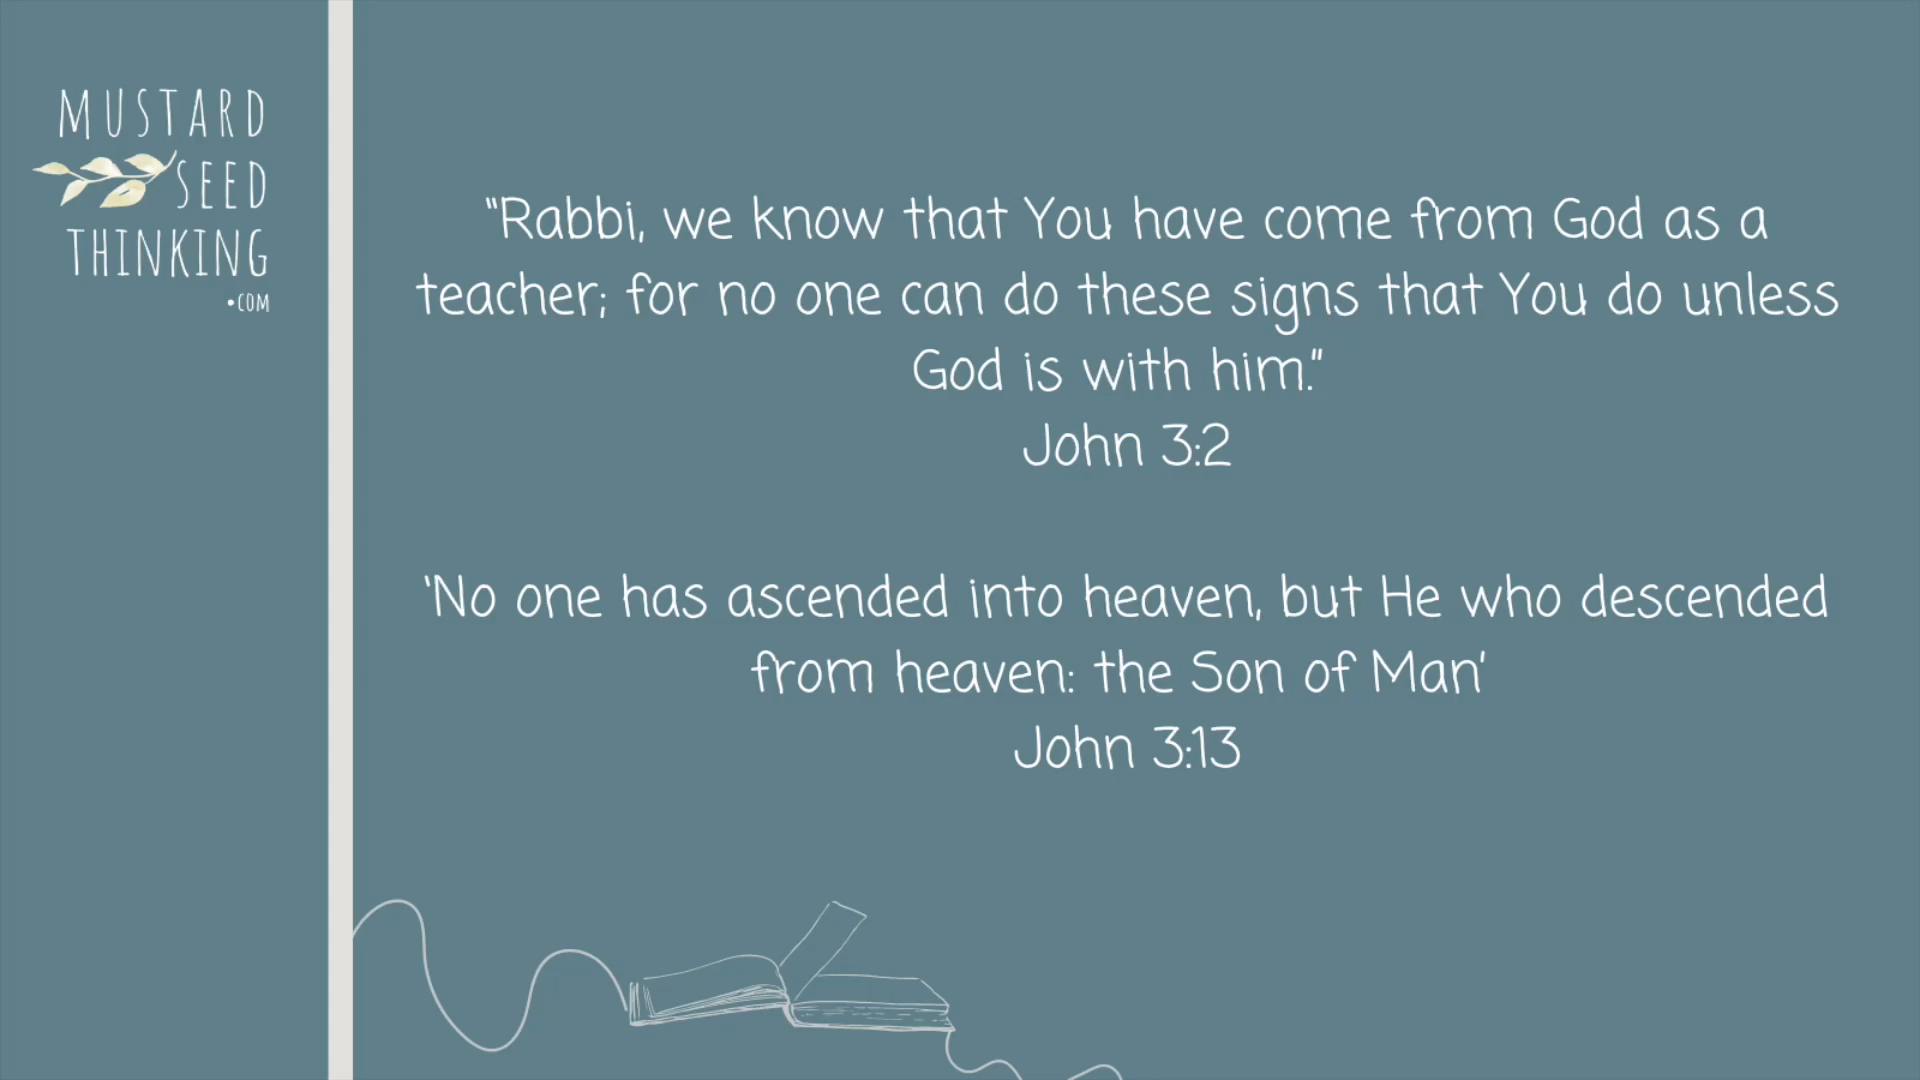 MUSTARD
SEED
THINKING
•COM
"Rabbi, we know that You have come from God as a
teacher; for no one can do these signs that You do unless
God is with him."
John 3:2
'No one has ascended into heaven, but He who descended
from heaven: the Son of Man'
John 3:13